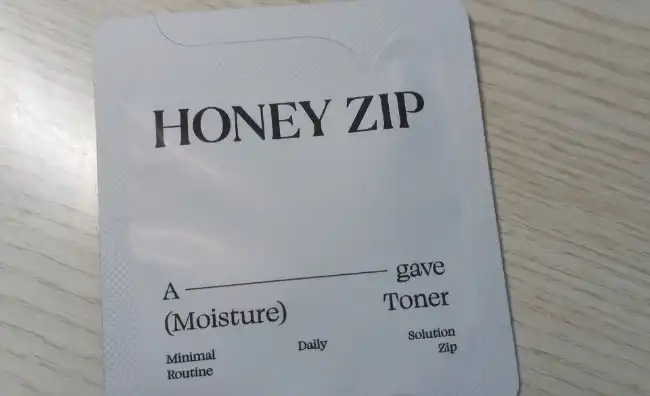 HONEY ZIP
A ——— gave
(Moisture) Toner
Minimal Daily Solution
Routine Zip